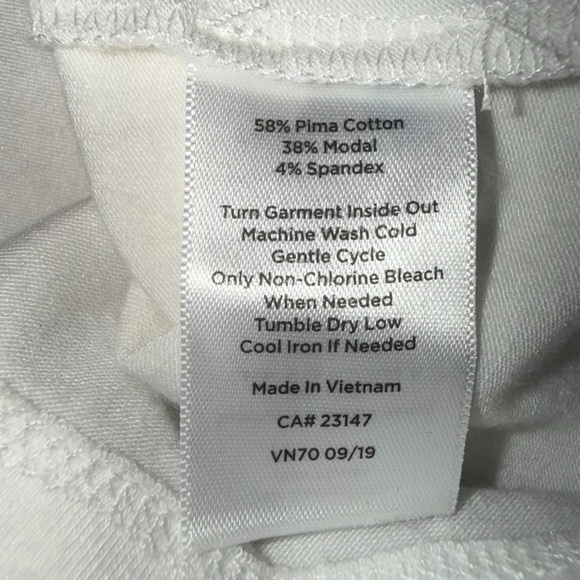 58% Pima Cotton
38% Modal
4% Spandex
Turn Garment Inside Out
Machine Wash Cold
Gentle Cycle
Only Non-Chlorine Bleach
When Needed
Tumble Dry Low
Cool Iron If Needed
Made In Vietnam
CA# 23147
VN70 09/19